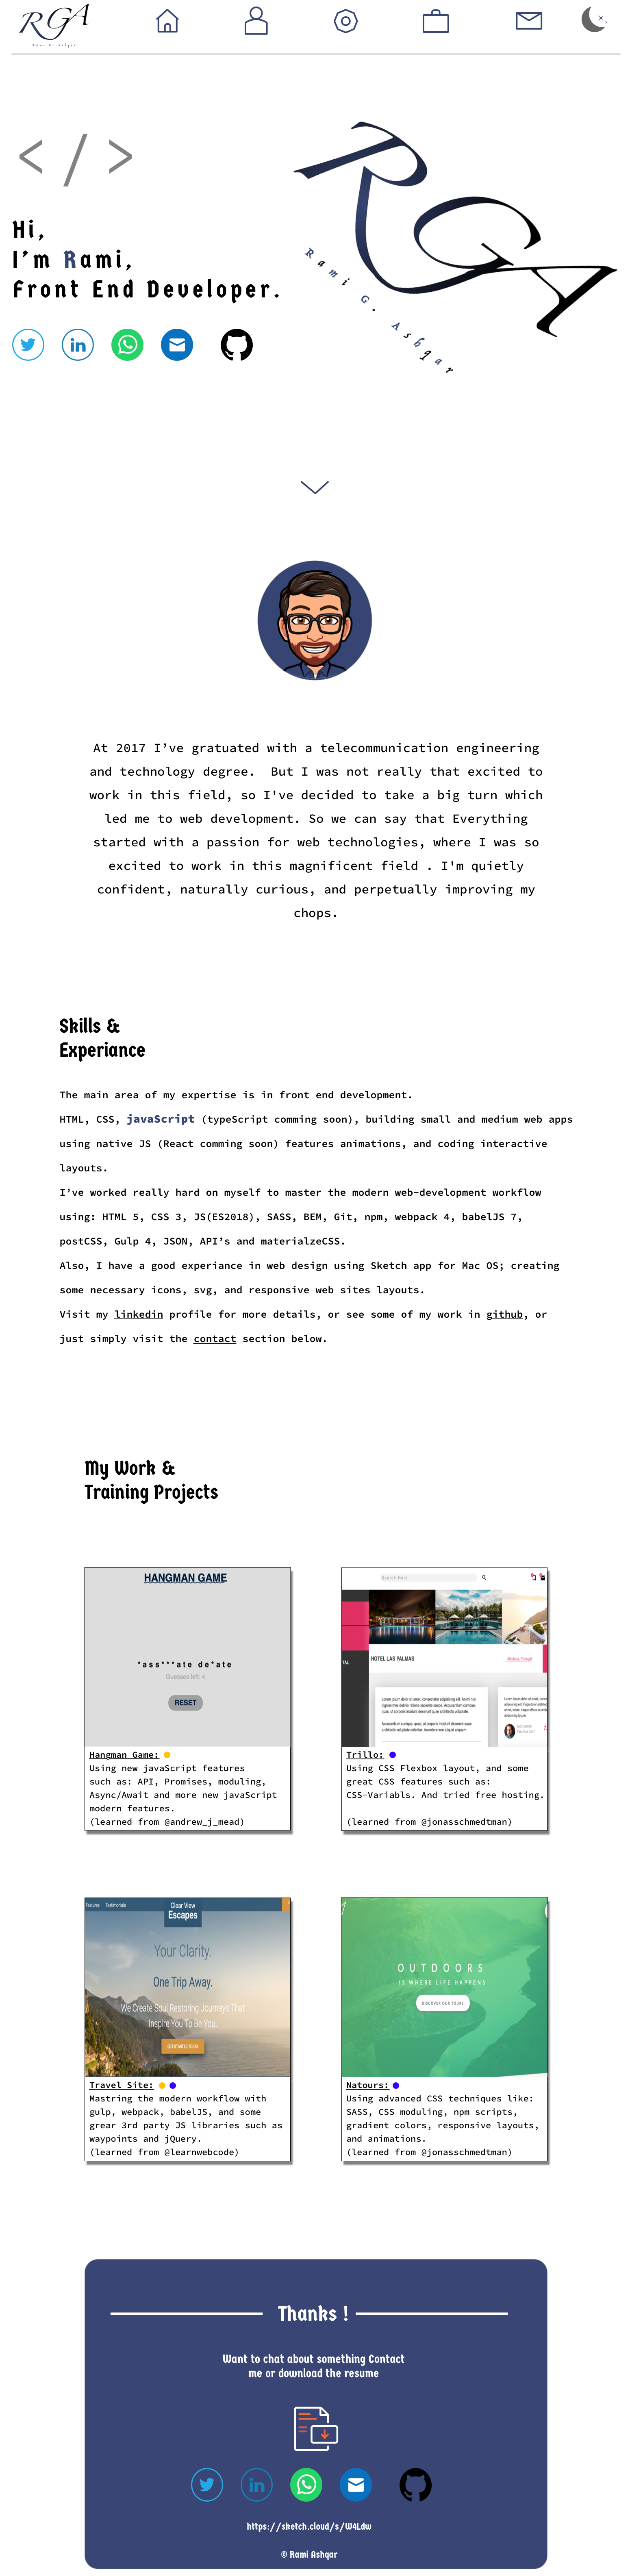 RGA
Rami G. Ashqar
< / >
Hi,
I'm Rami,
Front End Developer.
RGA
Rami G. Ashqar
At 2017 I’ve gratuated with a telecommunication engineering
and technology degree.  But I was not really that excited to
work in this field, so I've decided to take a big turn which
led me to web development. So we can say that Everything
started with a passion for web technologies, where I was so
excited to work in this magnificent field . I'm quietly
confident, naturally curious, and perpetually improving my
chops.
Skills &
Experiance
The main area of my expertise is in front end development.
HTML, CSS, javaScript (typeScript comming soon), building small and medium web apps
using native JS (React comming soon) features animations, and coding interactive
layouts.
I’ve worked really hard on myself to master the modern web-development workflow
using: HTML 5, CSS 3, JS(ES2018), SASS, BEM, Git, npm, webpack 4, babelJS 7,
postCSS, Gulp 4, JSON, API’s and materialzeCSS.
Also, I have a good experiance in web design using Sketch app for Mac OS; creating
some necessary icons, svg, and responsive web sites layouts.
Visit my linkedin profile for more details, or see some of my work in github, or
just simply visit the contact section below.
My Work &
Training Projects
HANGMAN GAME
*ass***ate de*ate
Guesses left: 4
RESET
Hangman Game:
Using new javaScript features
such as: API, Promises, moduling,
Async/Await and more new javaScript
modern features.
(learned from @andrew_j_mead)
Search Here
HOTEL LAS PALMAS
Trillo:
Using CSS Flexbox layout, and some
great CSS features such as:
CSS-Variabls. And tried free hosting.
(learned from @jonasschmedtman)
Features Testimonials
Clear View
Escapes
Your Clarity.
One Trip Away.
We Create Soul Restoring Journeys That
Inspire You To Be You.
GET STARTED TODAY
Travel Site:
Mastring the modern workflow with
gulp, webpack, babelJS, and some
grear 3rd party JS libraries such as
waypoints and jQuery.
(learned from @learnwebcode)
OUTDOORS
IS WHERE LIFE HAPPENS
DISCOVER OUR TOURS
Natours:
Using advanced CSS techniques like:
SASS, CSS moduling, npm scripts,
gradient colors, responsive layouts,
and animations.
(learned from @jonasschmedtman)
Thanks !
Want to chat about something Contact
me or download the resume
https://sketch.cloud/s/W4Ldw
© Rami Ashqar